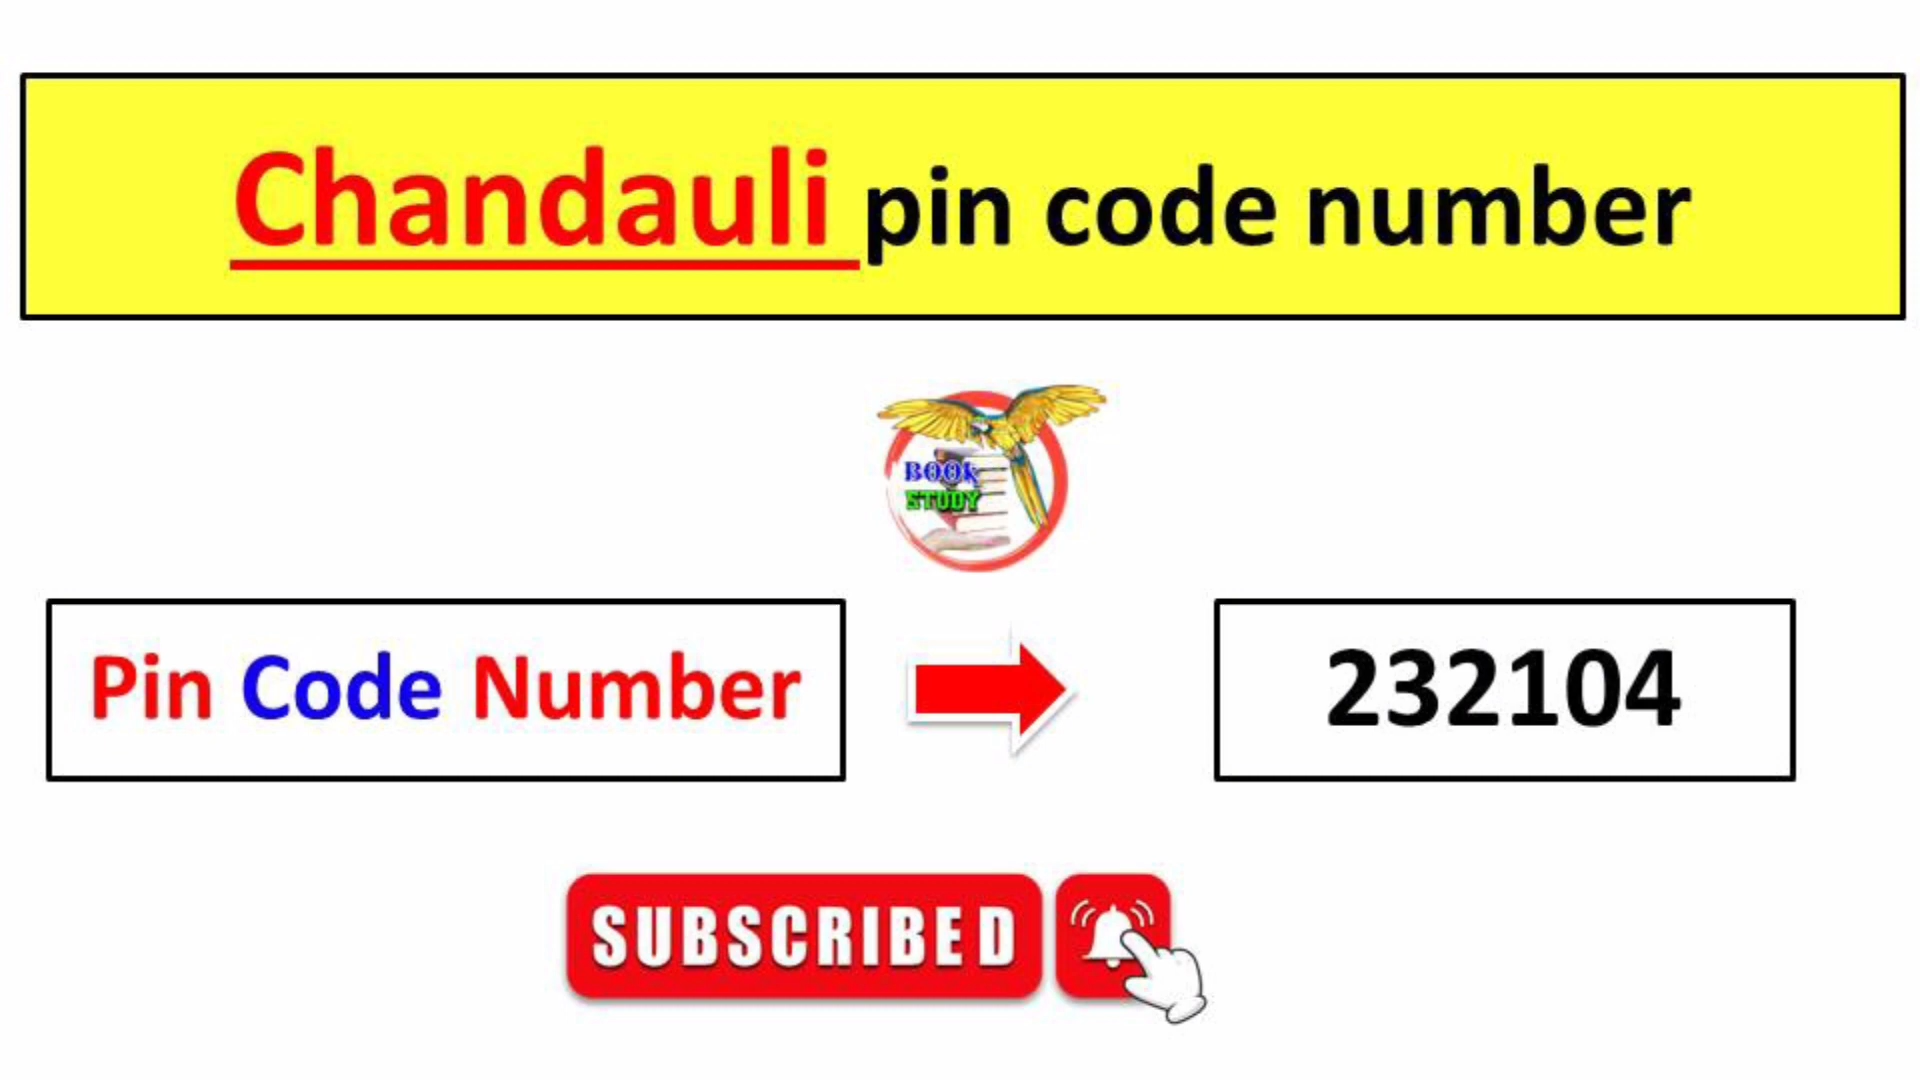 Chandauli pin code number
BOOK
STUDY
Pin Code Number
232104
SUBSCRIBED